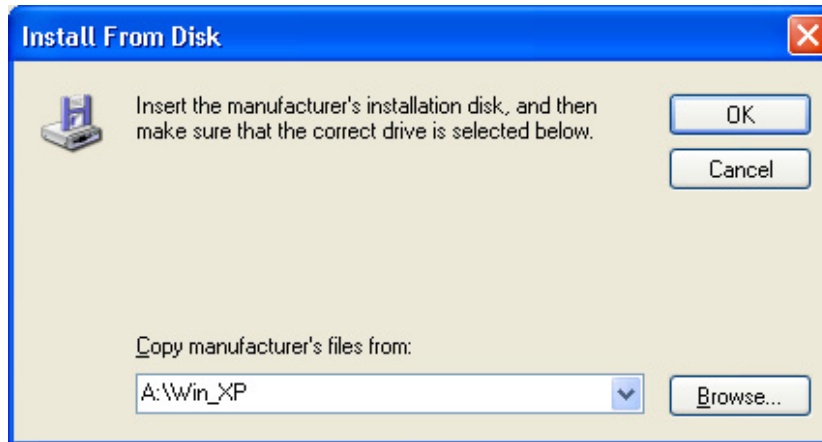 Install From Disk
Insert the manufacturer's installation disk, and then
make sure that the correct drive is selected below.
OK
Cancel
Copy manufacturer's files from:
A:\Win_XP
Browse...